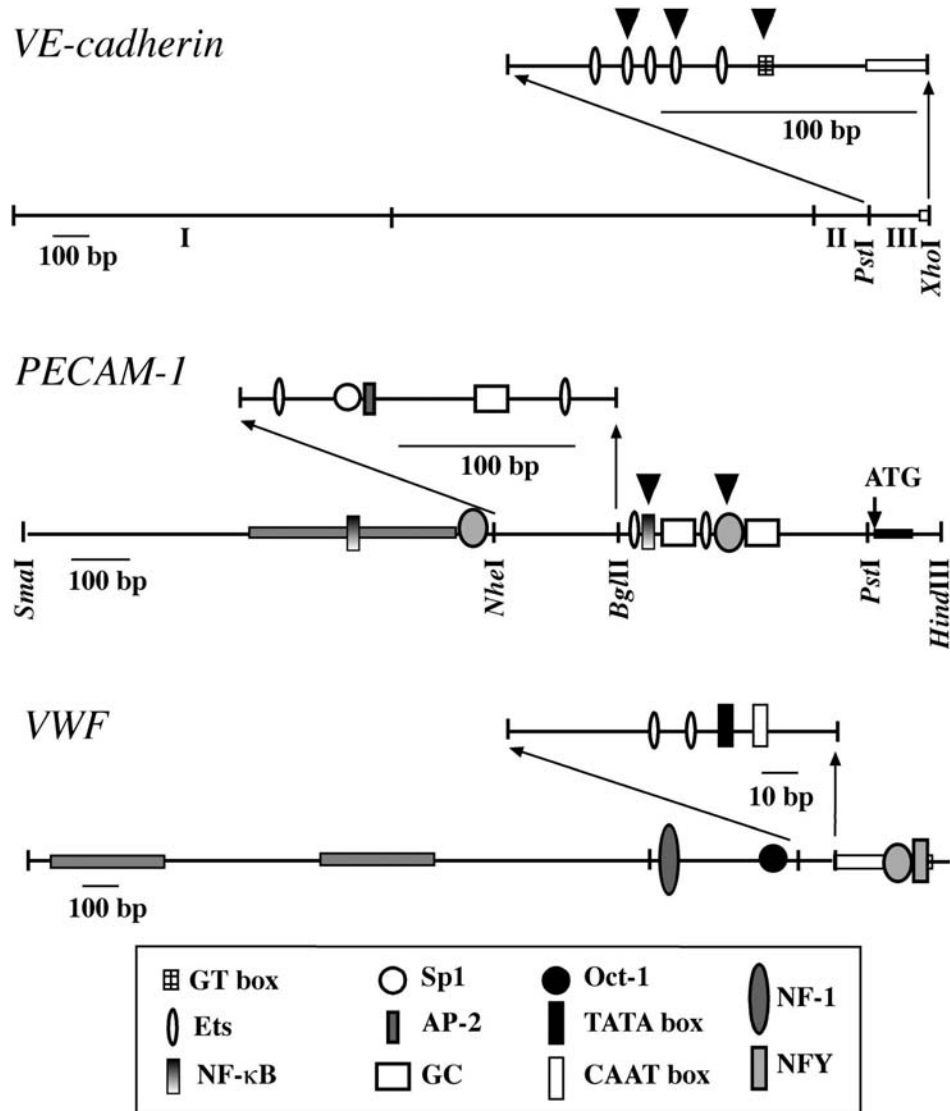 VE-cadherin
100 bp
I
II
III
100 bp
PstI
XhoI
PECAM-1
100 bp
ATG
100 bp
SmaI
NheI
BglII
PstI
HindIII
VWF
10 bp
100 bp
GT box
Sp1
Oct-1
NF-1
Ets
AP-2
TATA box
NF-κB
GC
CAAT box
NFY